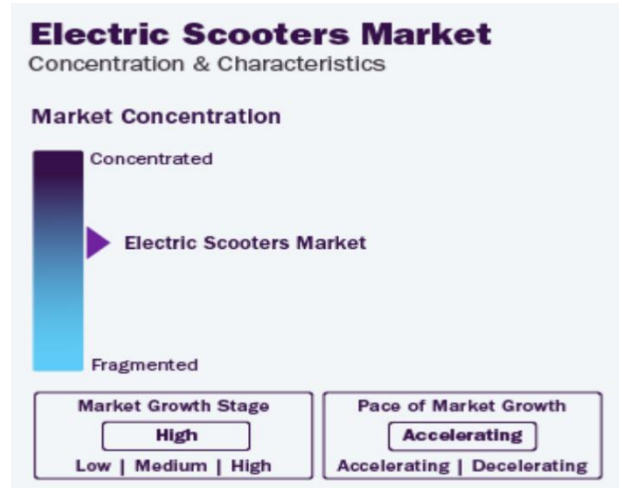 Electric Scooters Market
Concentration & Characteristics
Market Concentration
Concentrated
Electric Scooters Market
Fragmented
Market Growth Stage
High
Low | Medium | High
Pace of Market Growth
Accelerating
Accelerating | Decelerating